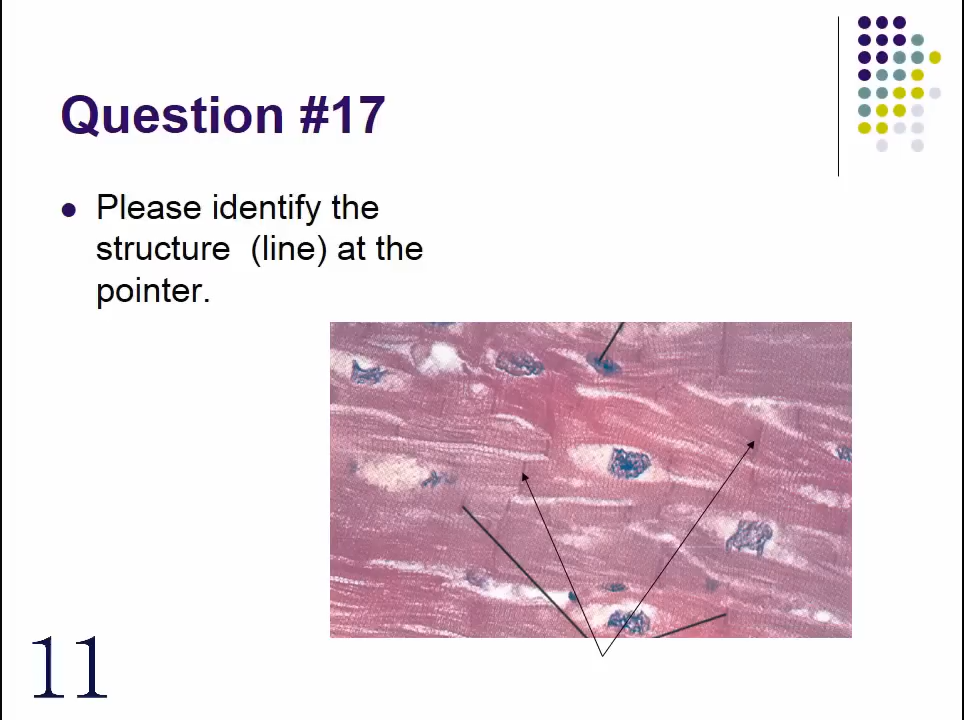 Question #17
Please identify the
structure (line) at the
pointer.
11